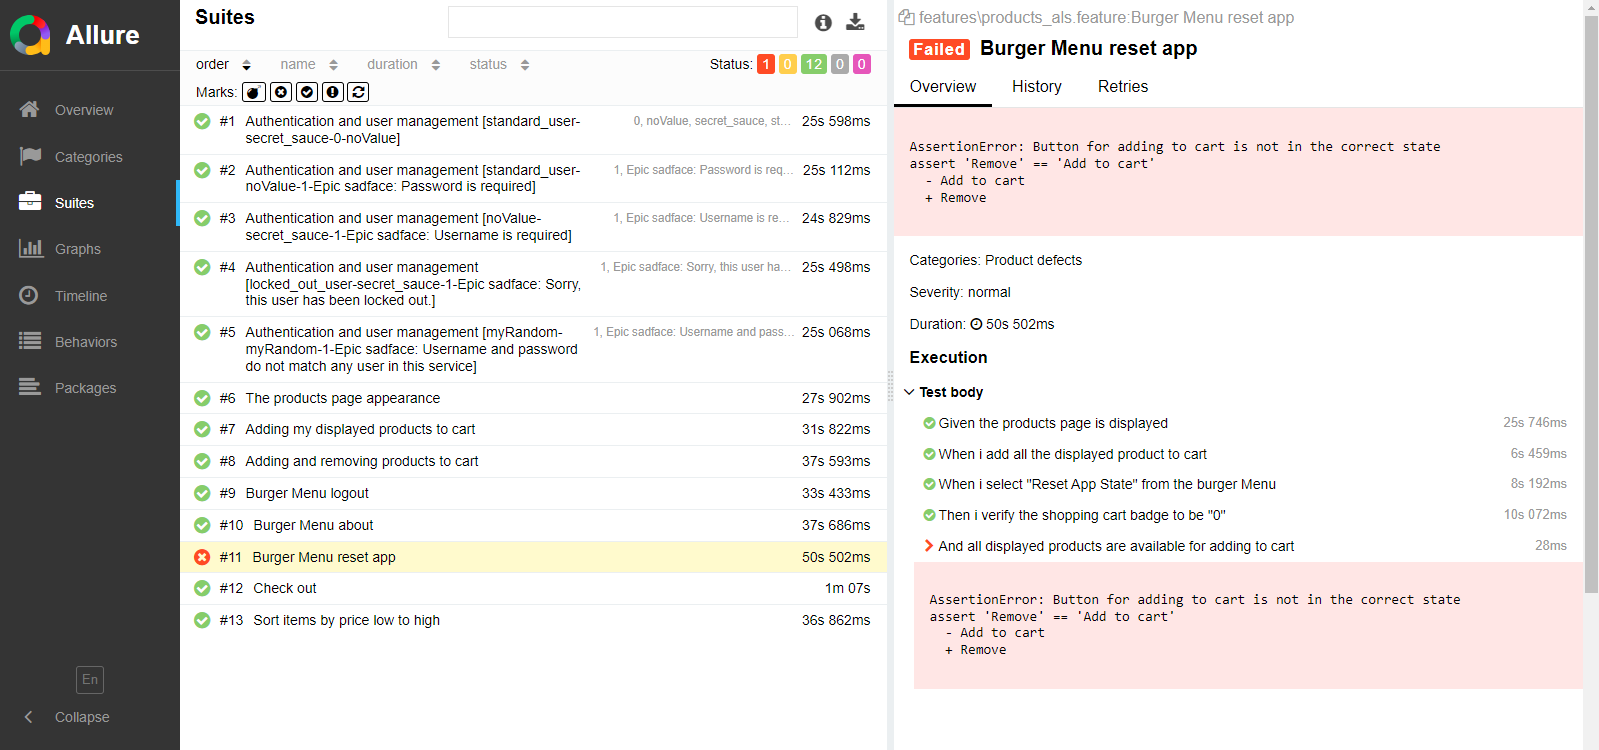 Allure
Overview
Categories
Suites
Graphs
Timeline
Behaviors
Packages
En
Collapse
Suites
order name duration status Status: 1 0 12 0 0
Marks:
#1 Authentication and user management [standard_user-secret_sauce-0-noValue] 0, noValue, secret_sauce, st... 25s 598ms
#2 Authentication and user management [standard_user-noValue-1-Epic sadface: Password is required] 1, Epic sadface: Password is req... 25s 112ms
#3 Authentication and user management [noValue-secret_sauce-1-Epic sadface: Username is required] 1, Epic sadface: Username is re... 24s 829ms
#4 Authentication and user management [locked_out_user-secret_sauce-1-Epic sadface: Sorry, this user has been locked out.] 1, Epic sadface: Sorry, this user ha... 25s 498ms
#5 Authentication and user management [myRandom-myRandom-1-Epic sadface: Username and password do not match any user in this service] 1, Epic sadface: Username and pass... 25s 068ms
#6 The products page appearance 27s 902ms
#7 Adding my displayed products to cart 31s 822ms
#8 Adding and removing products to cart 37s 593ms
#9 Burger Menu logout 33s 433ms
#10 Burger Menu about 37s 686ms
#11 Burger Menu reset app 50s 502ms
#12 Check out 1m 07s
#13 Sort items by price low to high 36s 862ms
features\products_als.feature:Burger Menu reset app
Failed Burger Menu reset app
Overview History Retries
AssertionError: Button for adding to cart is not in the correct state
assert 'Remove' == 'Add to cart'
- Add to cart
+ Remove
Categories: Product defects
Severity: normal
Duration: 50s 502ms
Execution
Test body
Given the products page is displayed 25s 746ms
When i add all the displayed product to cart 6s 459ms
When i select "Reset App State" from the burger Menu 8s 192ms
Then i verify the shopping cart badge to be "0" 10s 072ms
And all displayed products are available for adding to cart 28ms
AssertionError: Button for adding to cart is not in the correct state
assert 'Remove' == 'Add to cart'
- Add to cart
+ Remove